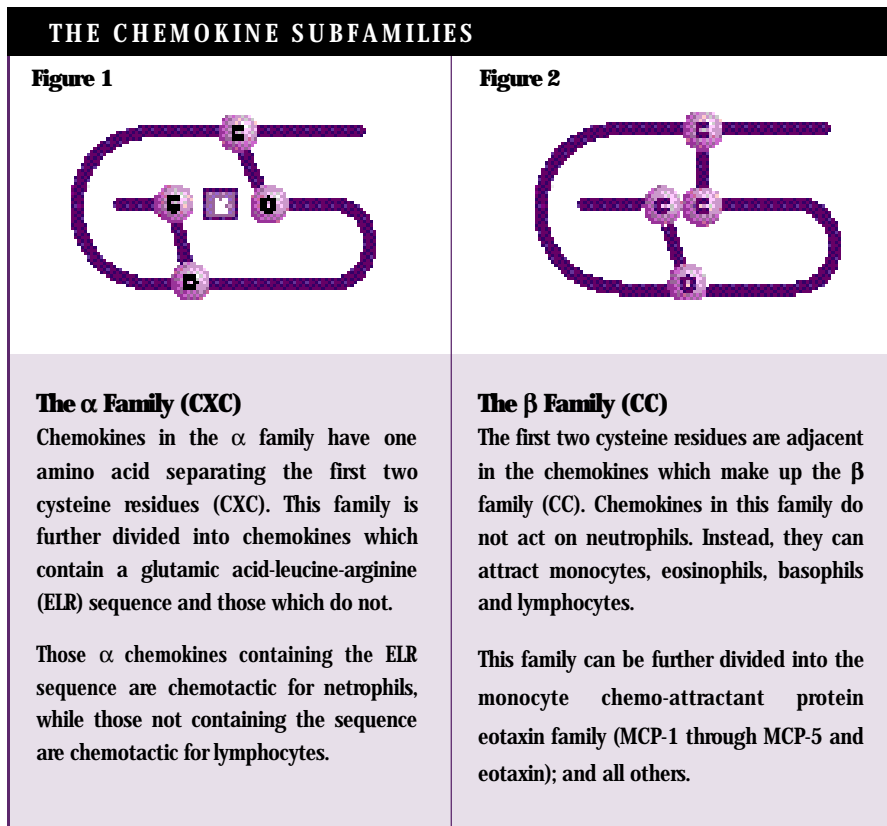 THE CHEMOKINE SUBFAMILIES
Figure 1
The α Family (CXC)
Chemokines in the α family have one
amino acid separating the first two
cysteine residues (CXC). This family is
further divided into chemokines which
contain a glutamic acid-leucine-arginine
(ELR) sequence and those which do not.
Those α chemokines containing the ELR
sequence are chemotactic for netrophils,
while those not containing the sequence
are chemotactic for lymphocytes.
Figure 2
C
C
C
The β Family (CC)
The first two cysteine residues are adjacent
in the chemokines which make up the β
family (CC). Chemokines in this family do
not act on neutrophils. Instead, they can
attract monocytes, eosinophils, basophils
and lymphocytes.
This family can be further divided into the
monocyte chemo-attractant protein
eotaxin family (MCP-1 through MCP-5 and
eotaxin); and all others.